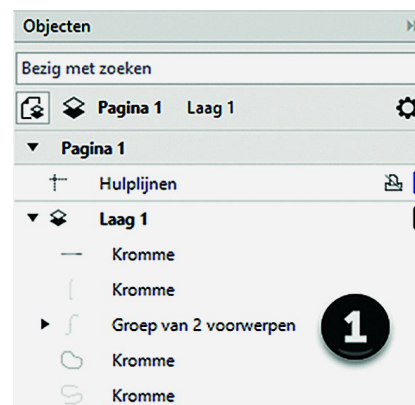 Objecten
Bezig met zoeken
Pagina 1 Laag 1
Pagina 1
Hulplijnen
Laag 1
Kromme
Kromme
Groep van 2 voorwerpen
1
Kromme
Kromme